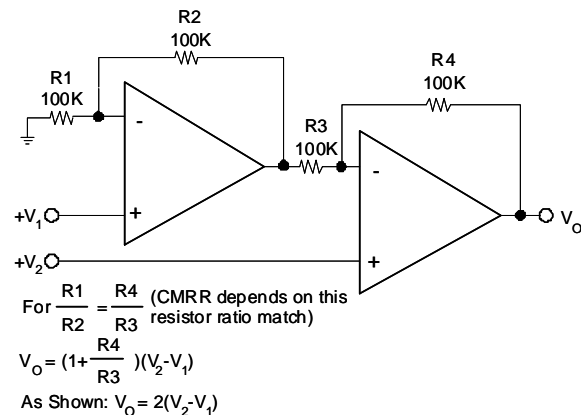 R2
100K
R4
100K
R1
100K
R3
100K
-
-
+
+V1
+V2
+
VO
For R1/R2 = R4/R3 (CMRR depends on this
resistor ratio match)
VO = (1+ R4/R3 )(V2-V1)
As Shown: VO = 2(V2-V1)